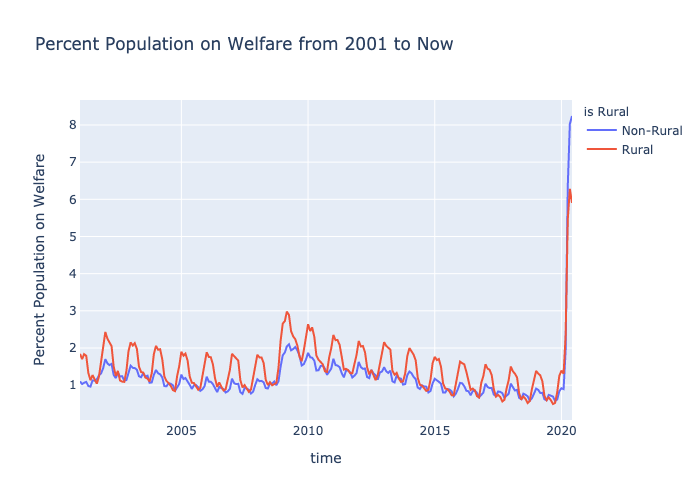 Percent Population on Welfare from 2001 to Now
is Rural
Non-Rural
Rural
Percent Population on Welfare
8
7
6
5
4
3
2
1
2005
2010
2015
2020
time